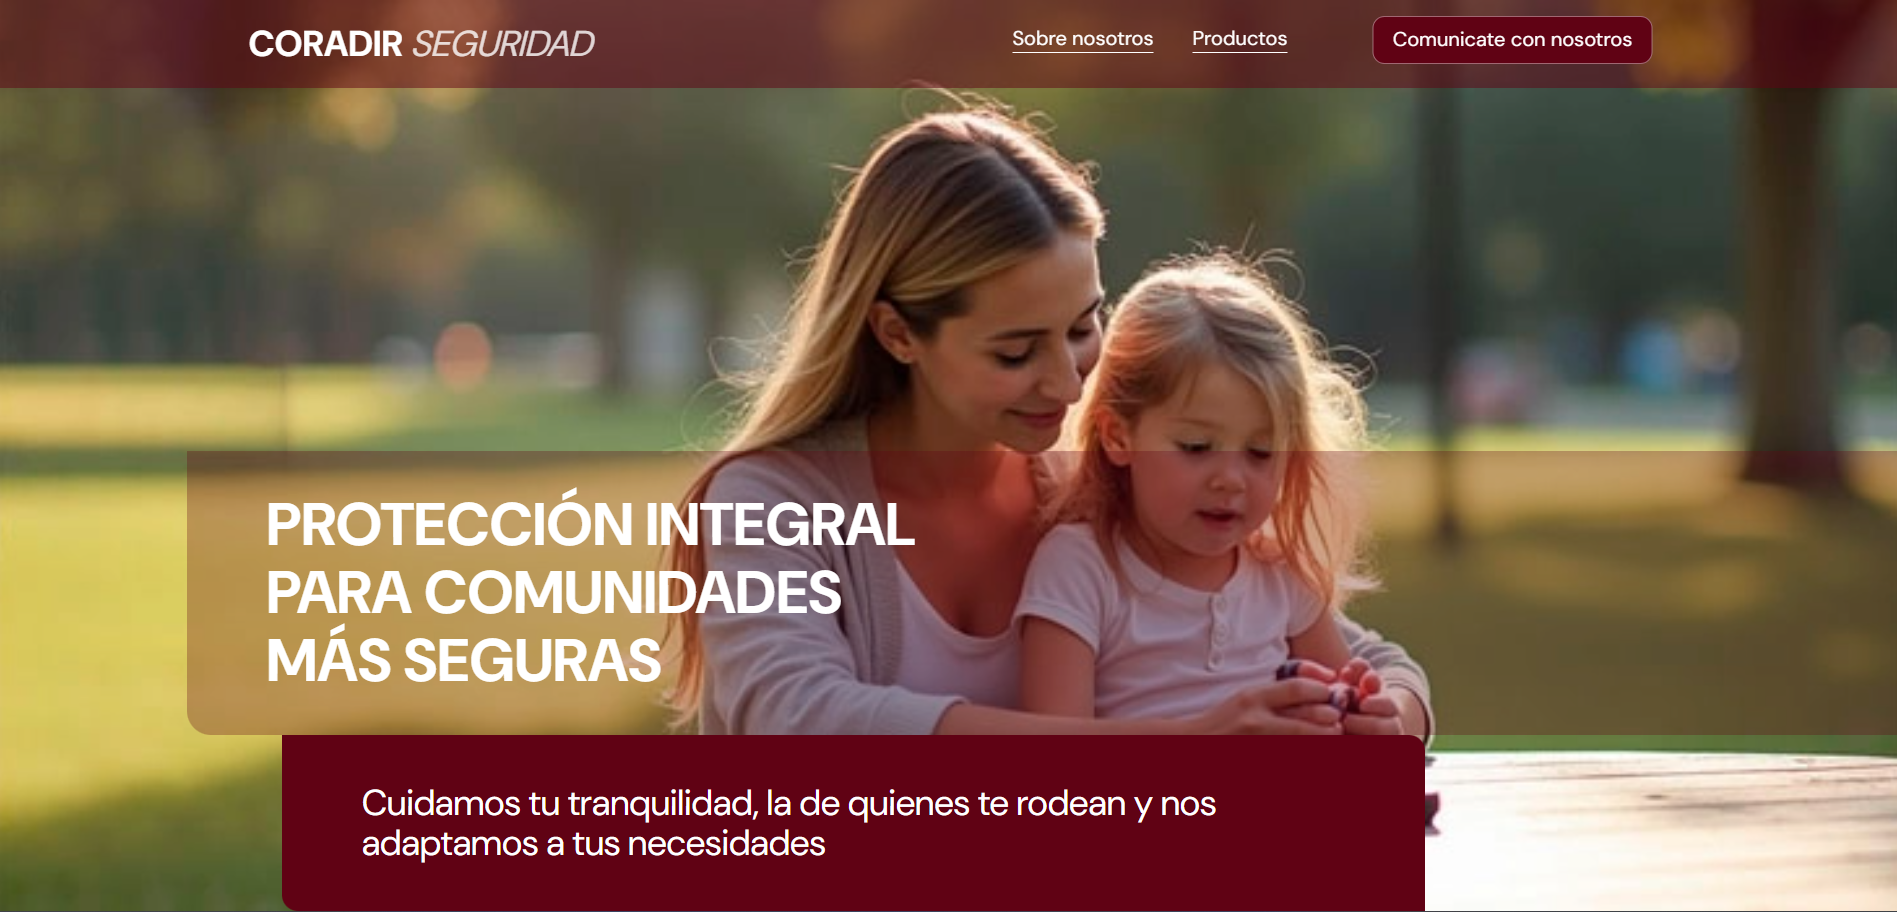 CORADIR SEGURIDAD
Sobre nosotros
Productos
Comunicate con nosotros
PROTECCIÓN INTEGRAL
PARA COMUNIDADES
MÁS SEGURAS
Cuidamos tu tranquilidad, la de quienes te rodean y nos
adaptamos a tus necesidades